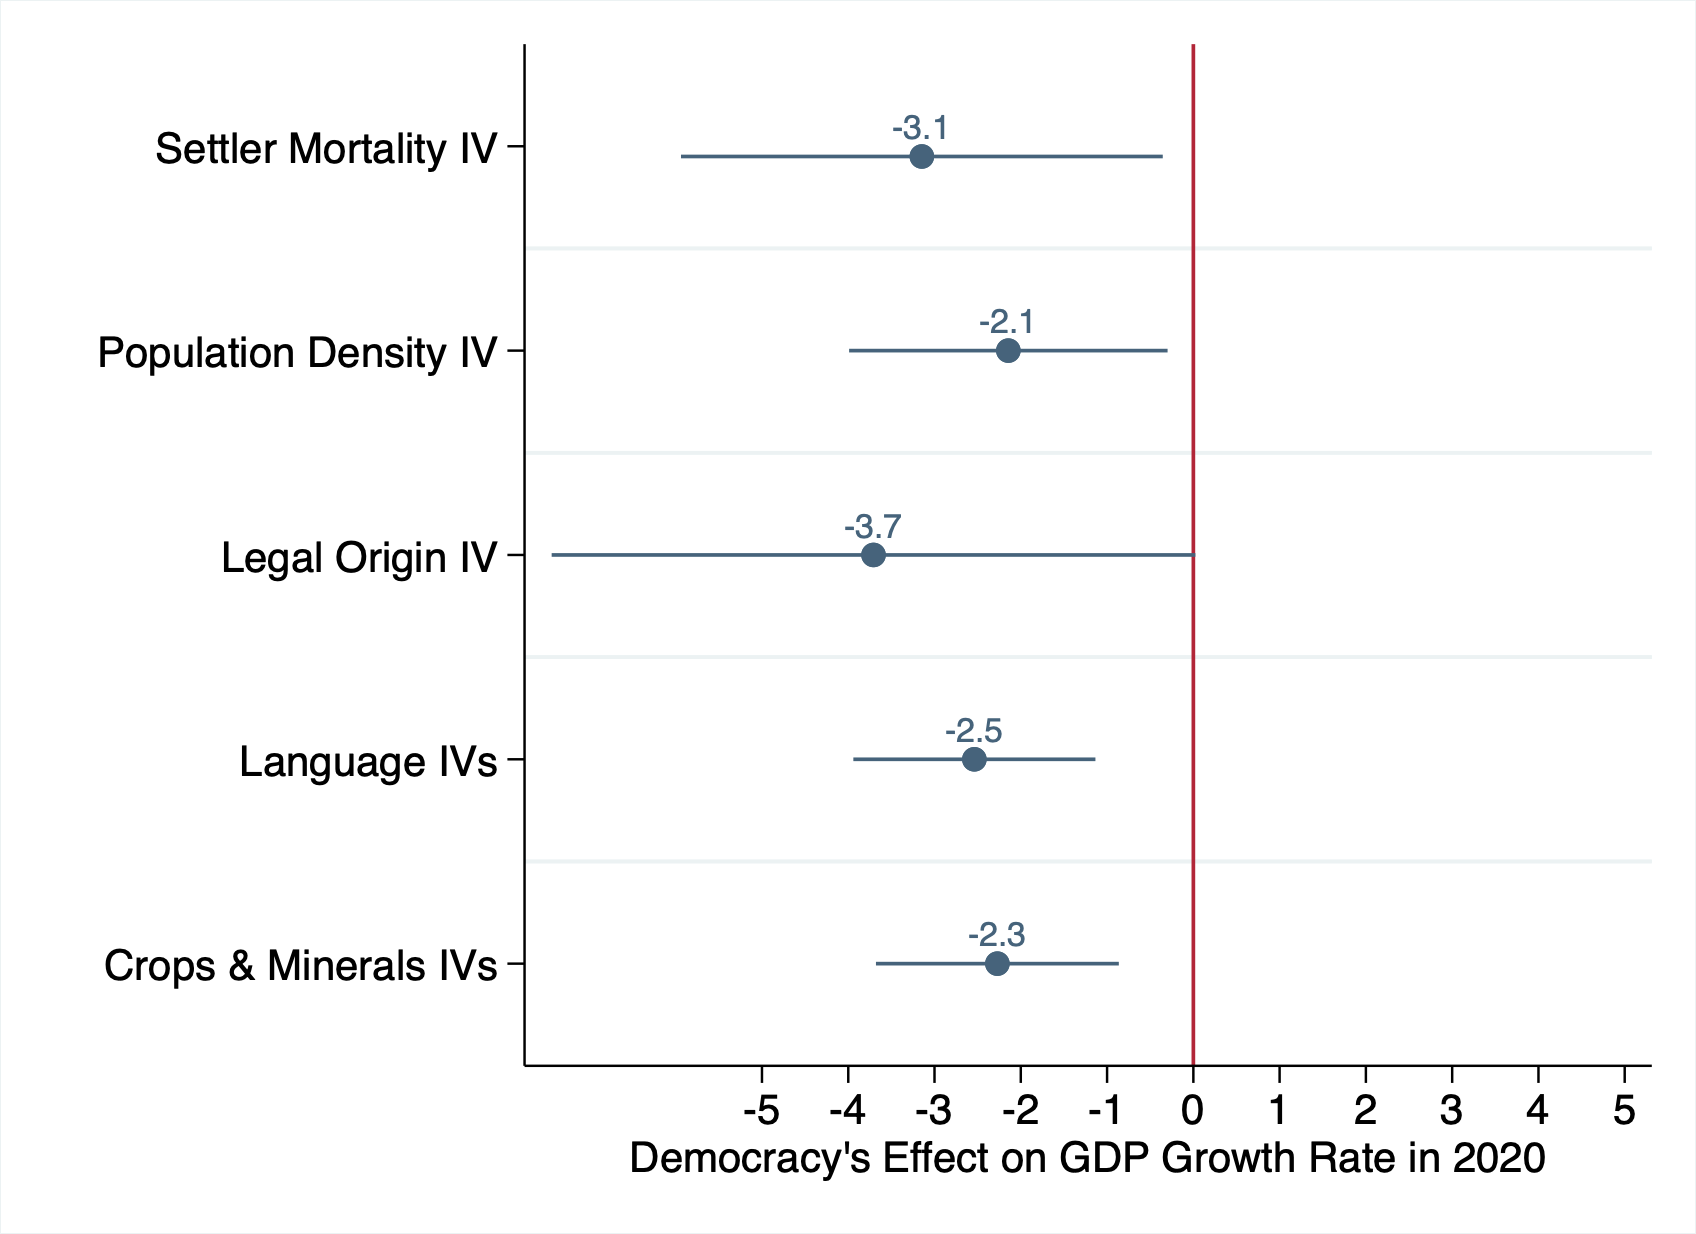 Settler Mortality IV
-3.1
Population Density IV
-2.1
Legal Origin IV
-3.7
Language IVs
-2.5
Crops & Minerals IVs
-2.3
-5 -4 -3 -2 -1 0 1 2 3 4 5
Democracy's Effect on GDP Growth Rate in 2020